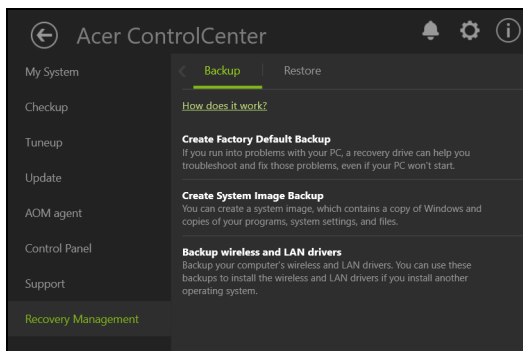 Acer ControlCenter
My System
Checkup
Tuneup
Update
AOM agent
Control Panel
Support
Recovery Management
Backup
Restore
How does it work?
Create Factory Default Backup
If you run into problems with your PC, a recovery drive can help you
troubleshoot and fix those problems, even if your PC won't start.
Create System Image Backup
You can create a system image, which contains a copy of Windows and
copies of your programs, system settings, and files.
Backup wireless and LAN drivers
Backup your computer's wireless and LAN drivers. You can use these
backups to install the wireless and LAN drivers if you install another
operating system.